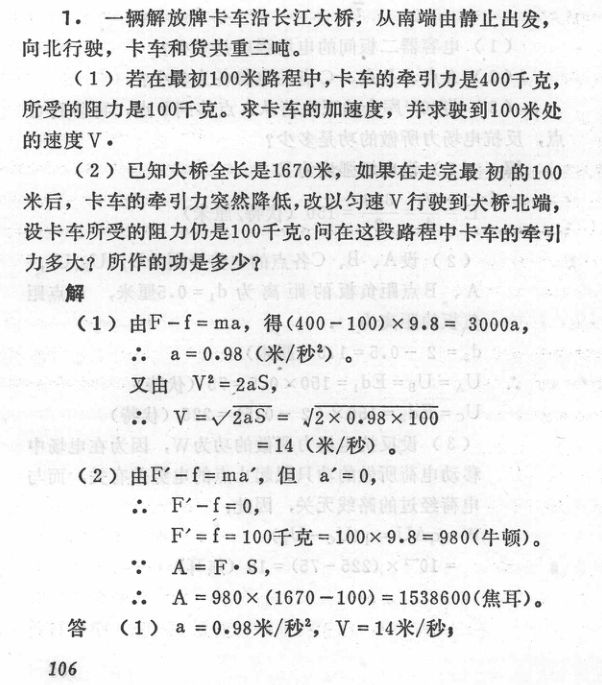 1. 一辆解放牌卡车沿长江大桥，从南端由静止出发，
向北行驶，卡车和货共重三吨。
（1）若在最初100米路程中，卡车的牵引力是400千克，
所受的阻力是100千克。求卡车的加速度，并求驶到100米处
的速度V。
（2）已知大桥全长是1670米，如果在走完最初的100
米后，卡车的牵引力突然降低，改以匀速V行驶到大桥北端，
设卡车所受的阻力仍是100千克。问在这段路程中卡车的牵引
力多大？所作的功是多少？
解
（1）由F－f＝ma，得(400－100)×9.8＝3000a，
∴ a＝0.98（米/秒²）。
又由 V²＝2aS，
∴ V＝√2aS＝√2×0.98×100
＝14（米/秒）。
（2）由F′－f＝ma′，但 a′＝0，
∴ F′－f＝0，
F′＝f＝100千克＝100×9.8＝980(牛顿)。
∵ A＝F·S，
∴ A＝980×(1670－100)＝1538600(焦耳)。
答 （1）a＝0.98米/秒²，V＝14米/秒；
106